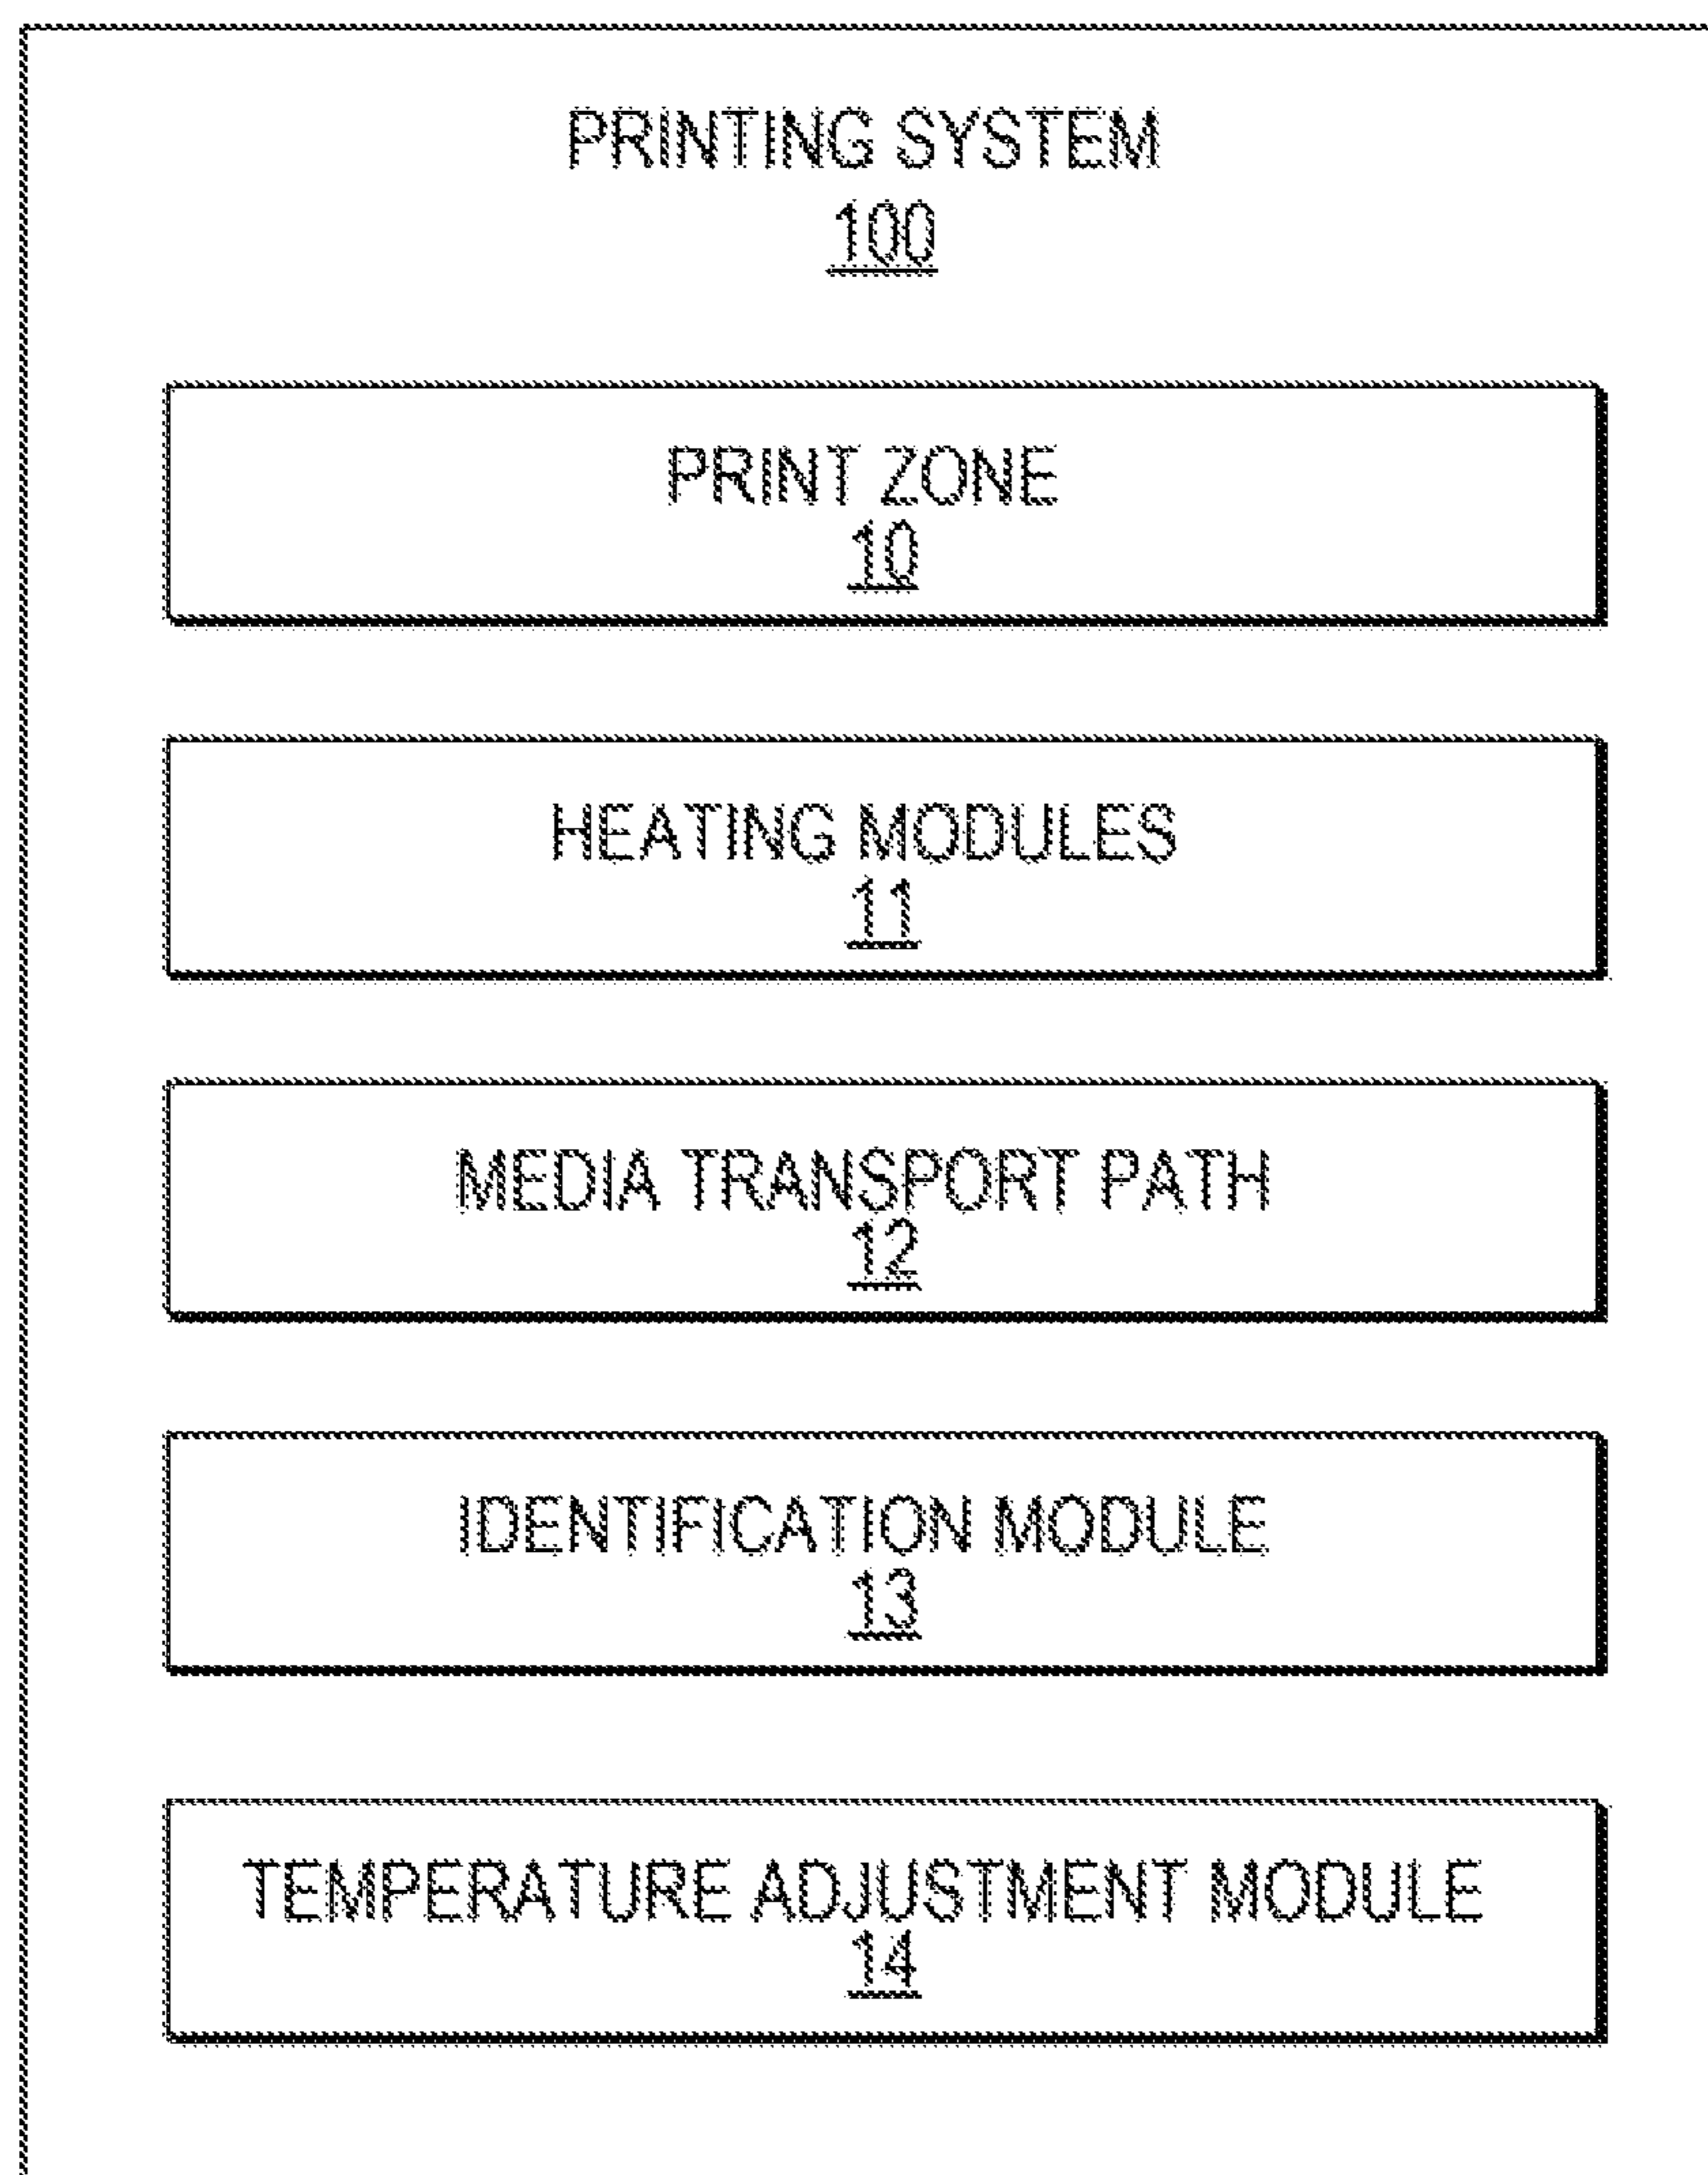 PRINTING SYSTEM
100
PRINT ZONE
10
HEATING MODULES
11
MEDIA TRANSPORT PATH
12
IDENTIFICATION MODULE
13
TEMPERATURE ADJUSTMENT MODULE
14